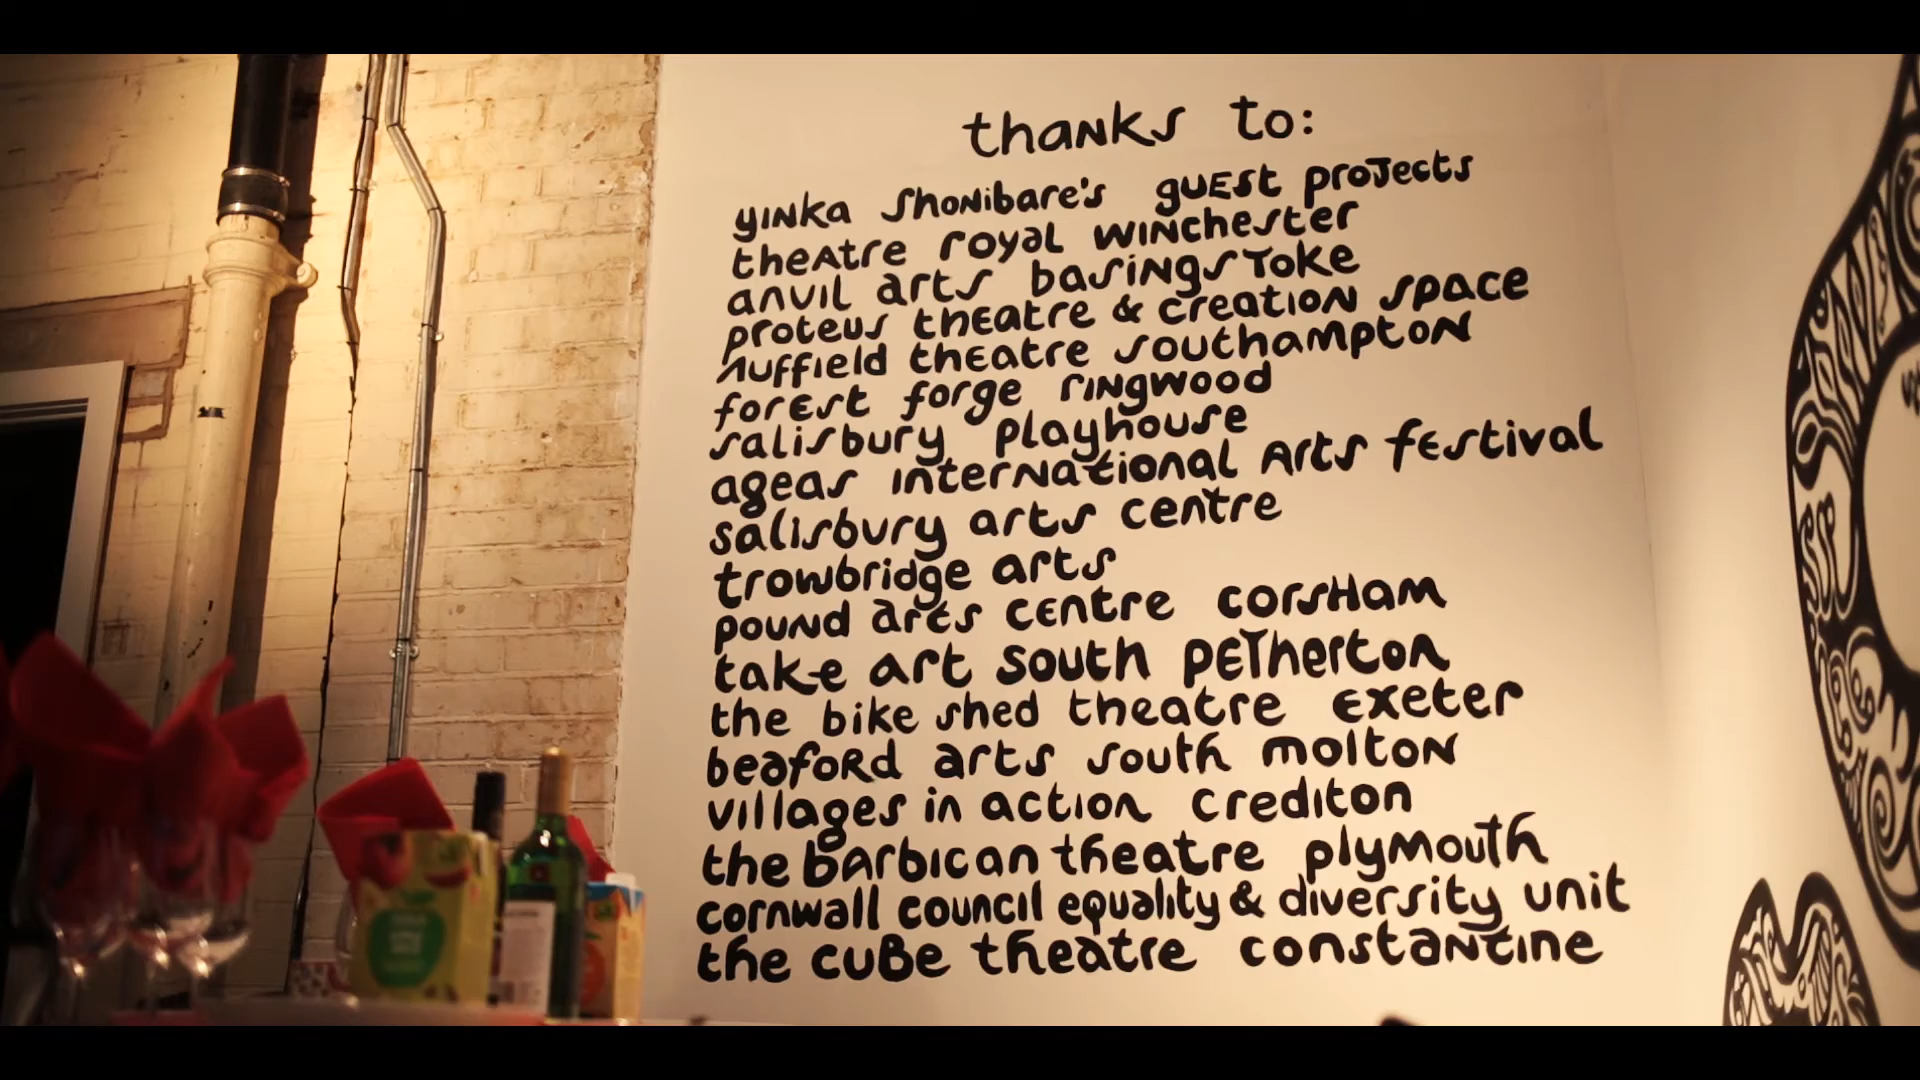 thanks to:
yinka shonibare's guest projects
theatre royal winchester
anvil arts basingstoke
proteus theatre & creation space
nuffield theatre southampton
forest forge ringwood
salisbury playhouse
ageas international arts festival
salisbury arts centre
trowbridge arts
pound arts centre corsham
take art south petherton
the bike shed theatre exeter
beaford arts south molton
villages in action crediton
the barbican theatre plymouth
cornwall council equality & diversity unit
the cube theatre constantine